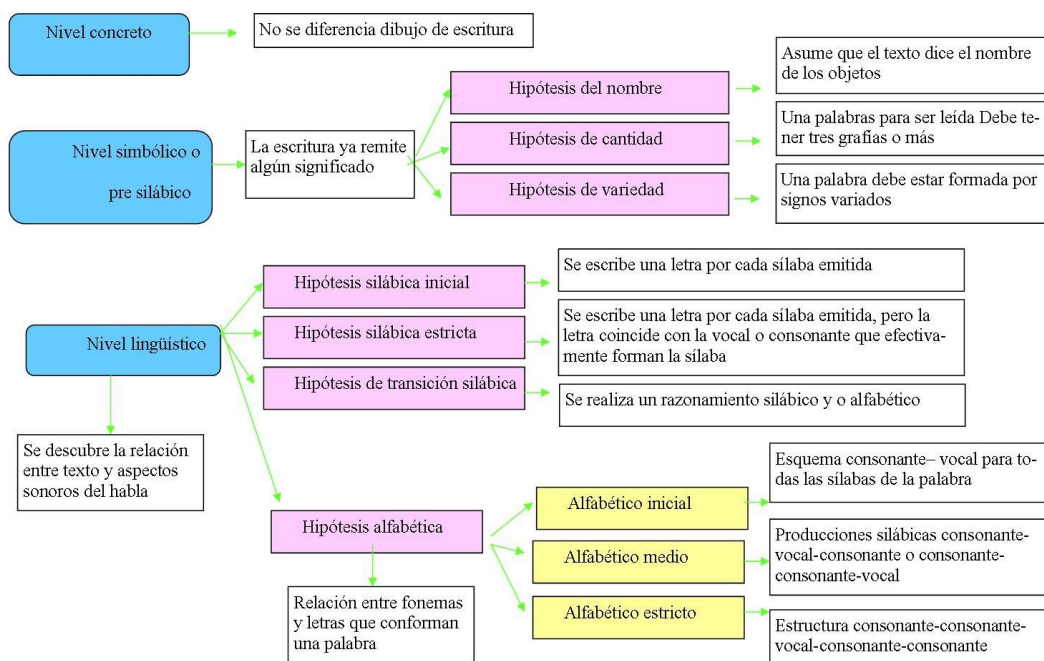 Nivel concreto
No se diferencia dibujo de escritura
Nivel simbólico o
pre silábico
La escritura ya remite
algún significado
Hipótesis del nombre
Asume que el texto dice el nombre
de los objetos
Hipótesis de cantidad
Una palabras para ser leída Debe te-
ner tres grafías o más
Hipótesis de variedad
Una palabra debe estar formada por
signos variados
Nivel lingüístico
Se descubre la relación
entre texto y aspectos
sonoros del habla
Hipótesis silábica inicial
Se escribe una letra por cada sílaba emitida
Hipótesis silábica estricta
Se escribe una letra por cada sílaba emitida, pero la
letra coincide con la vocal o consonante que efectiva-
mente forman la sílaba
Hipótesis de transición silábica
Se realiza un razonamiento silábico y o alfabético
Hipótesis alfabética
Relación entre fonemas
y letras que conforman
una palabra
Alfabético inicial
Esquema consonante– vocal para to-
das las sílabas de la palabra
Alfabético medio
Producciones silábicas consonante-
vocal-consonante o consonante-
consonante-vocal
Alfabético estricto
Estructura consonante-consonante-
vocal-consonante-consonante